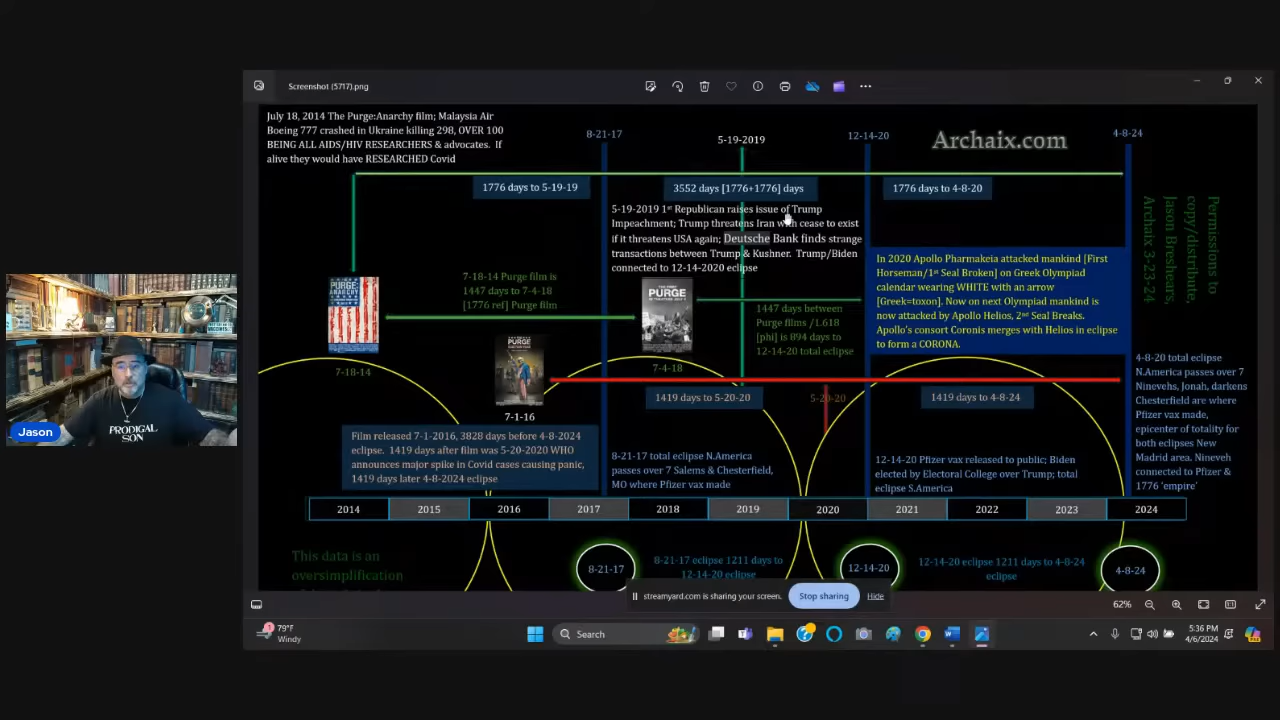 Screenshot (5717).png
July 18, 2014 The Purge:Anarchy film; Malaysia Air
Boeing 777 crashed in Ukraine killing 298, OVER 100
BEING ALL AIDS/HIV RESEARCHERS & advocates. If
alive they would have RESEARCHED Covid
8-21-17
5-19-2019
12-14-20
Archaix.com
4-8-24
1776 days to 5-19-19
3552 days [1776+1776] days
1776 days to 4-8-20
5-19-2019 1st Republican raises issue of Trump
Impeachment; Trump threatens Iran with cease to exist
if it threatens USA again; Deutsche Bank finds strange
transactions between Trump & Kushner. Trump/Biden
connected to 12-14-2020 eclipse
Permissions to
copy/distribute,
Jason Breshears,
Archaix 3-23-24
In 2020 Apollo Pharmakeia attacked mankind [First
Horseman/1st Seal Broken] on Greek Olympiad
calendar wearing WHITE with an arrow
[Greek=toxon]. Now on next Olympiad mankind is
now attacked by Apollo Helios, 2nd Seal Breaks.
Apollo's consort Coronis merges with Helios in eclipse
to form a CORONA.
7-18-14 Purge film is
1447 days to 7-4-18
[1776 ref] Purge film
PURGE:
ANARCHY
PURGE
1447 days between
Purge films /1.618
[phi] is 894 days to
12-14-20 total eclipse
PURGE
7-18-14
7-4-18
7-1-16
1419 days to 5-20-20
5-20-20
1419 days to 4-8-24
4-8-20 total eclipse
N.America passes over 7
Ninevehs, Jonah, darkens
Chesterfield are where
Pfizer vax made,
epicenter of totality for
both eclipses New
Madrid area. Nineveh
connected to Pfizer &
1776 'empire'
Film released 7-1-2016, 3828 days before 4-8-2024
eclipse. 1419 days after film was 5-20-2020 WHO
announces major spike in Covid cases causing panic,
1419 days later 4-8-2024 eclipse
8-21-17 total eclipse N.America
passes over 7 Salems & Chesterfield,
MO where Pfizer vax made
12-14-20 Pfizer vax released to public; Biden
elected by Electoral College over Trump; total
eclipse S.America
2014 2015 2016 2017 2018 2019 2020 2021 2022 2023 2024
This data is an
oversimplification
8-21-17
8-21-17 eclipse 1211 days to
12-14-20 eclipse
12-14-20
12-14-20 eclipse 1211 days to 4-8-24
eclipse
4-8-24
streamyard.com is sharing your screen.
Stop sharing
Hide
62%
PRODIGAL
SON
Jason
1
79°F
Windy
Search
5:36 PM
4/6/2024